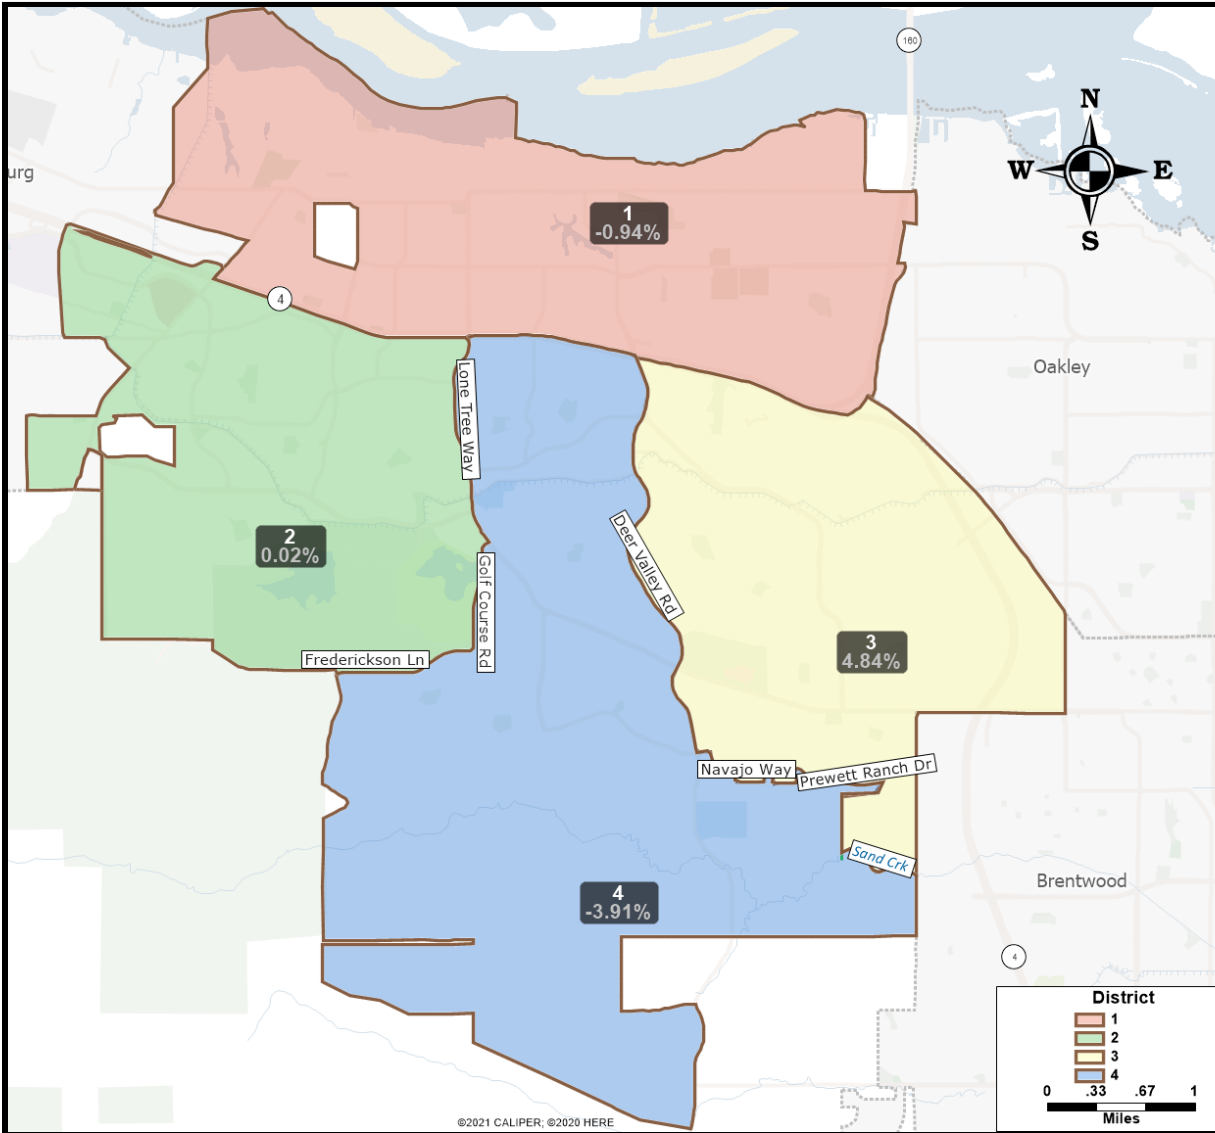 160
N
W E
S
urg
1
-0.94%
4
Oakley
Lone Tree Way
Deer Valley Rd
2
0.02%
Golf Course Rd
3
4.84%
Frederickson Ln
Navajo Way
Prewett Ranch Dr
Sand Crk
Brentwood
4
-3.91%
4
District
1
2
3
4
0 .33 .67 1
Miles
©2021 CALIPER; ©2020 HERE